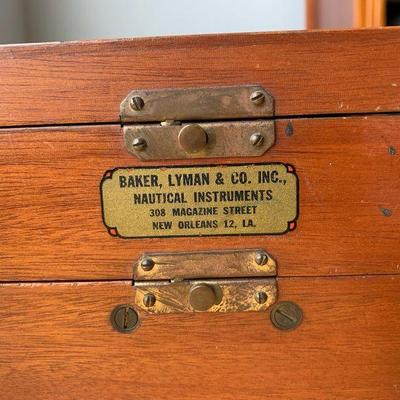 BAKER, LYMAN & CO. INC.,
NAUTICAL INSTRUMENTS
308 MAGAZINE STREET
NEW ORLEANS 12, LA.